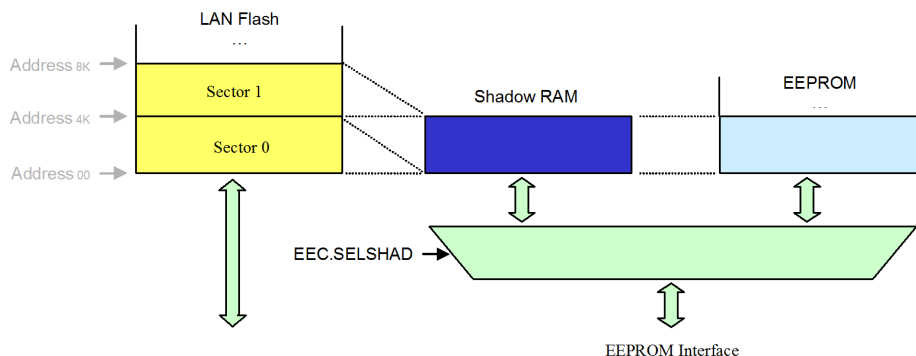 LAN Flash
...
Address 8K
Sector 1
Shadow RAM
EEPROM
...
Address 4K
Sector 0
Address 00
EEC.SELSHAD
EEPROM Interface